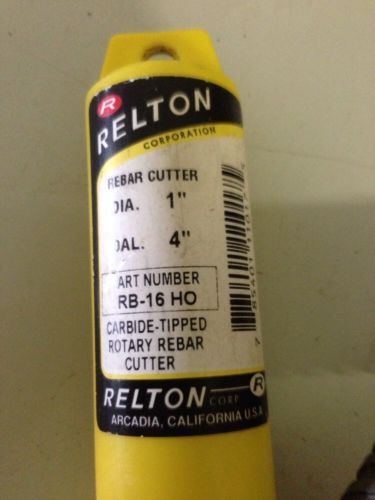 R
RELTON
CORPORATION
REBAR CUTTER
DIA. 1"
OAL. 4"
PART NUMBER
RB-16 HO
CARBIDE-TIPPED
ROTARY REBAR
CUTTER
RELTON CORP R
ARCADIA, CALIFORNIA U.S.A